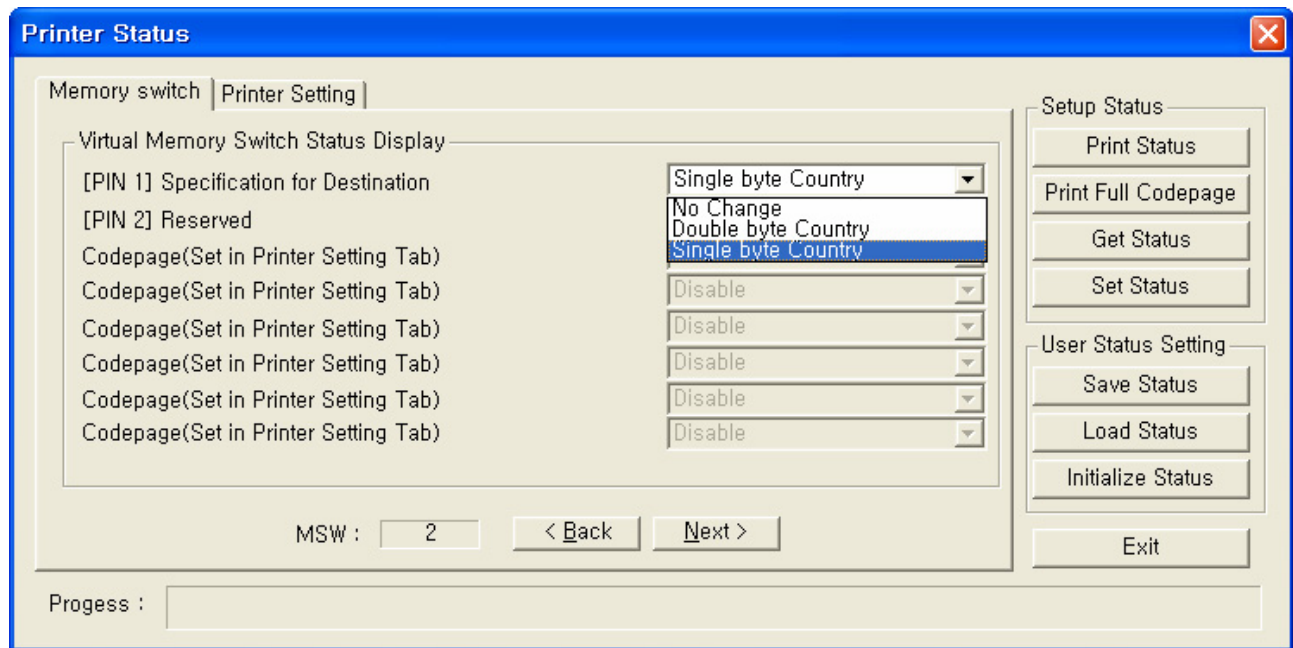 Printer Status
Memory switch
Printer Setting
Virtual Memory Switch Status Display
[PIN 1] Specification for Destination
Single byte Country
No Change
Double byte Country
Single byte Country
[PIN 2] Reserved
Codepage(Set in Printer Setting Tab)
Codepage(Set in Printer Setting Tab)
Disable
Codepage(Set in Printer Setting Tab)
Disable
Codepage(Set in Printer Setting Tab)
Disable
Codepage(Set in Printer Setting Tab)
Disable
Codepage(Set in Printer Setting Tab)
Disable
MSW :
2
< Back
Next >
Setup Status
Print Status
Print Full Codepage
Get Status
Set Status
User Status Setting
Save Status
Load Status
Initialize Status
Exit
Progess :